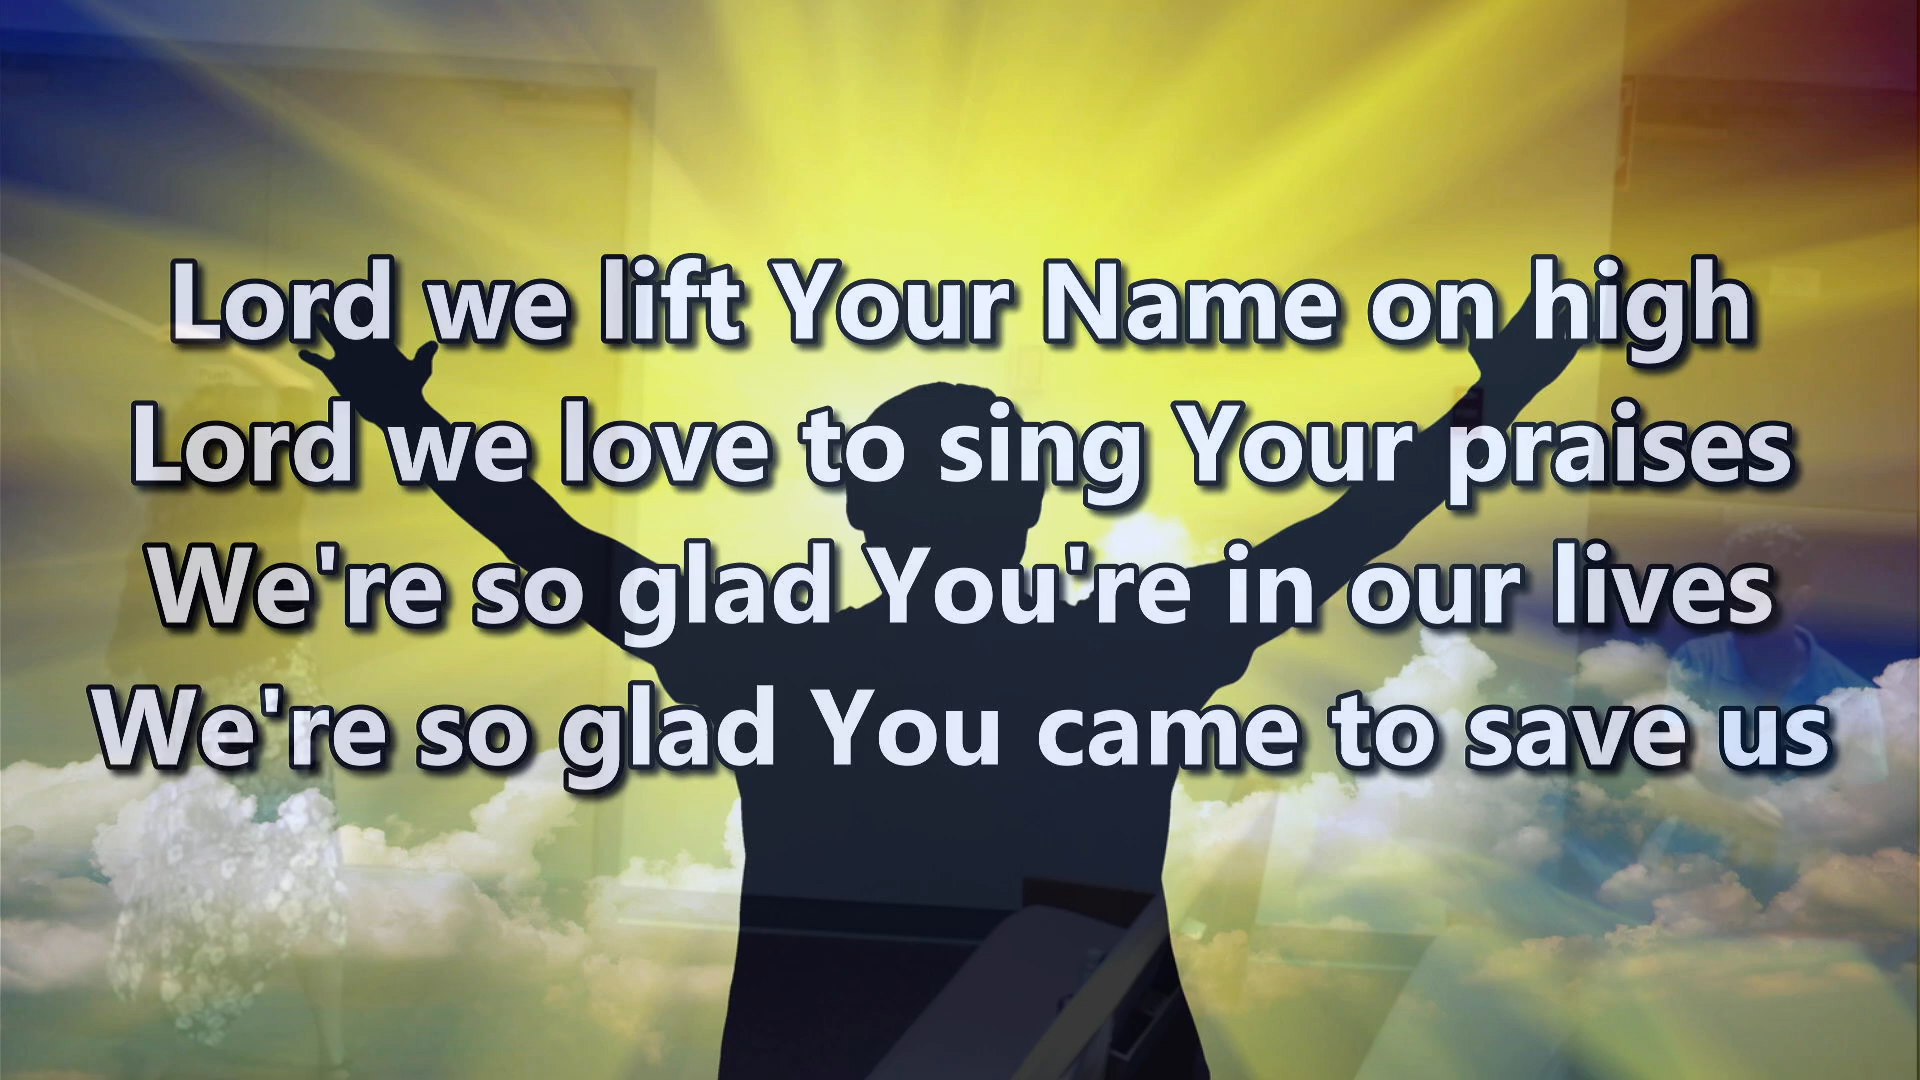 Lord we lift Your Name on high
Lord we love to sing Your praises
We're so glad You're in our lives
We're so glad You came to save us